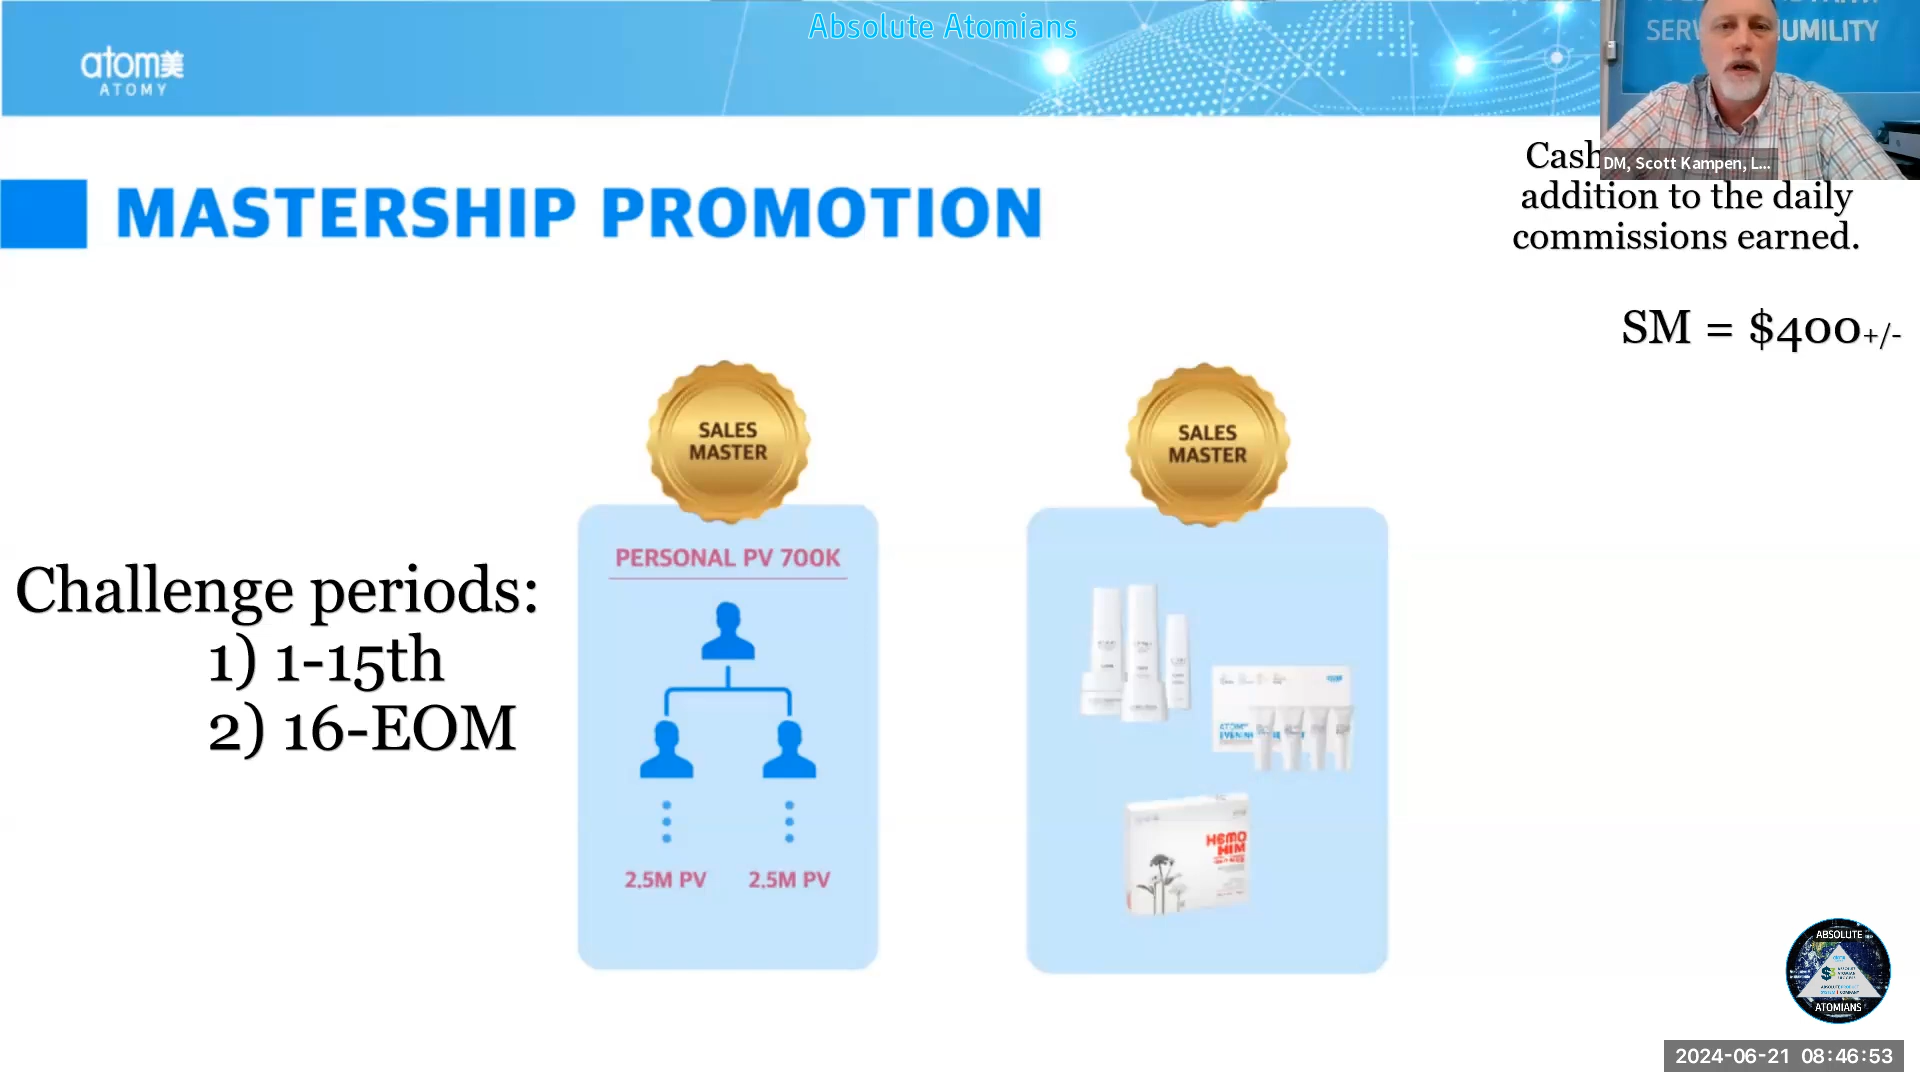 Absolute Atomians
atom美
ATOMY
SER UMILITY
DM, Scott Kampen, L...
MASTERSHIP PROMOTION
Cash
addition to the daily
commissions earned.
SM = $400+/-
SALES
MASTER
SALES
MASTER
PERSONAL PV 700K
Challenge periods:
1) 1-15th
2) 16-EOM
2.5M PV 2.5M PV
HEMO
HIM
ABSOLUTE
ATOMIANS
2024-06-21 08:46:53